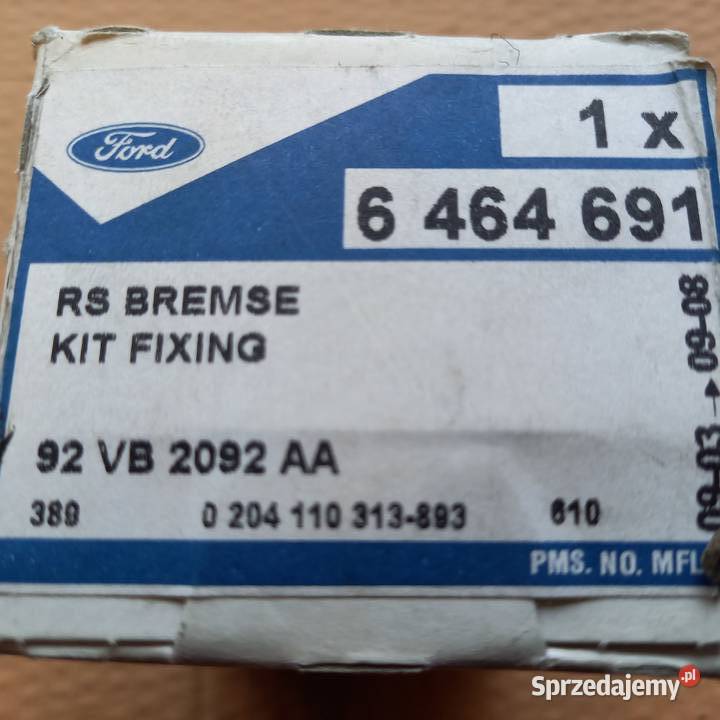 Ford
1 x
6 464 691
RS BREMSE
KIT FIXING
09-03 → 09-08
92 VB 2092 AA
389 0 204 110 313-893 610
PMS. NO. MFL
Sprzedajemy.pl